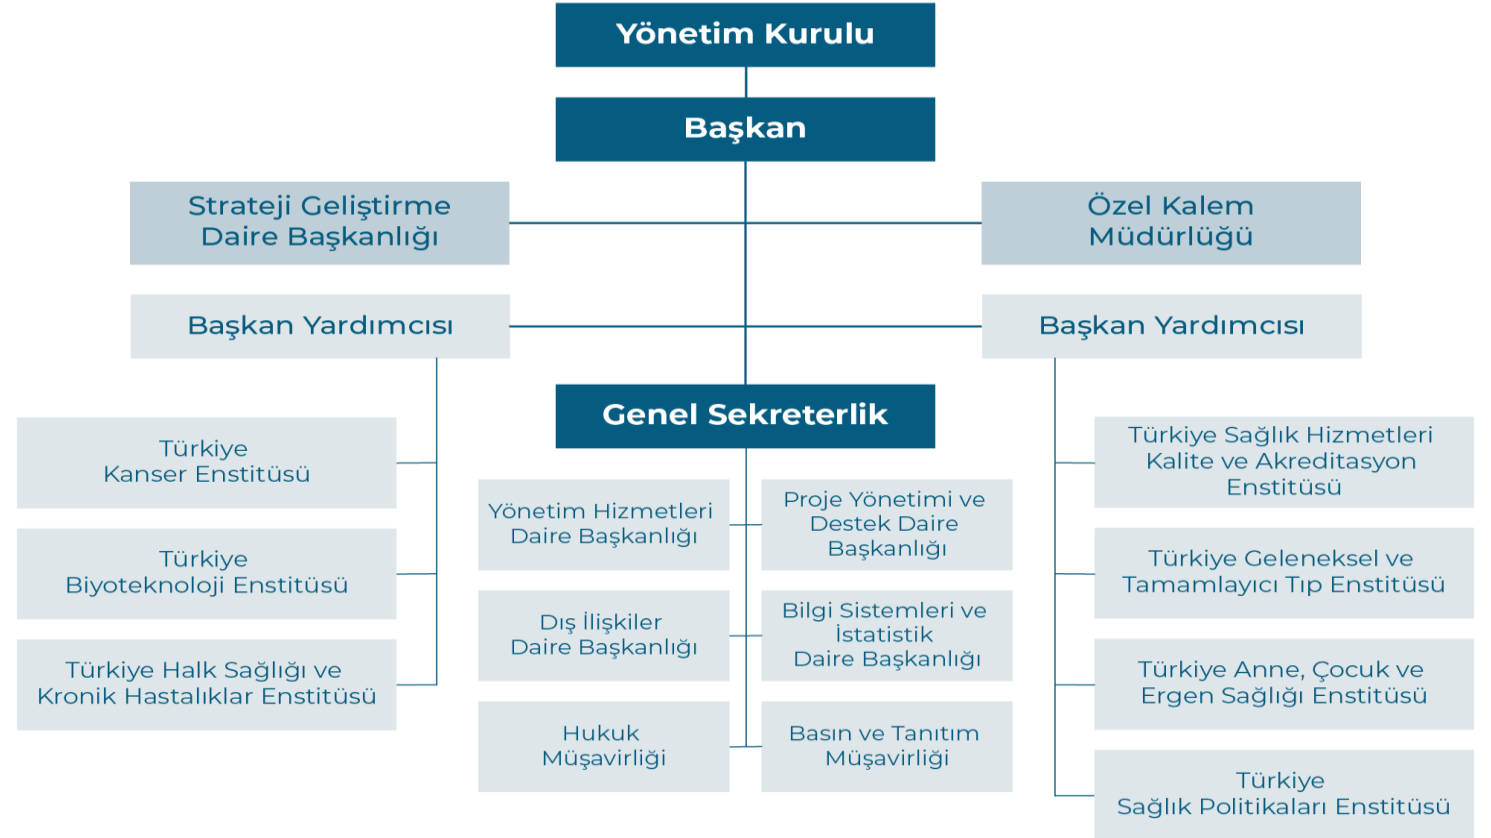 Yönetim Kurulu
Başkan
Strateji Geliştirme
Daire Başkanlığı
Özel Kalem
Müdürlüğü
Başkan Yardımcısı
Başkan Yardımcısı
Genel Sekreterlik
Türkiye
Kanser Enstitüsü
Türkiye
Biyoteknoloji Enstitüsü
Türkiye Halk Sağlığı ve
Kronik Hastalıklar Enstitüsü
Yönetim Hizmetleri
Daire Başkanlığı
Proje Yönetimi ve
Destek Daire
Başkanlığı
Dış İlişkiler
Daire Başkanlığı
Bilgi Sistemleri ve
İstatistik
Daire Başkanlığı
Hukuk
Müşavirliği
Basın ve Tanıtım
Müşavirliği
Türkiye Sağlık Hizmetleri
Kalite ve Akreditasyon
Enstitüsü
Türkiye Geleneksel ve
Tamamlayıcı Tıp Enstitüsü
Türkiye Anne, Çocuk ve
Ergen Sağlığı Enstitüsü
Türkiye
Sağlık Politikaları Enstitüsü